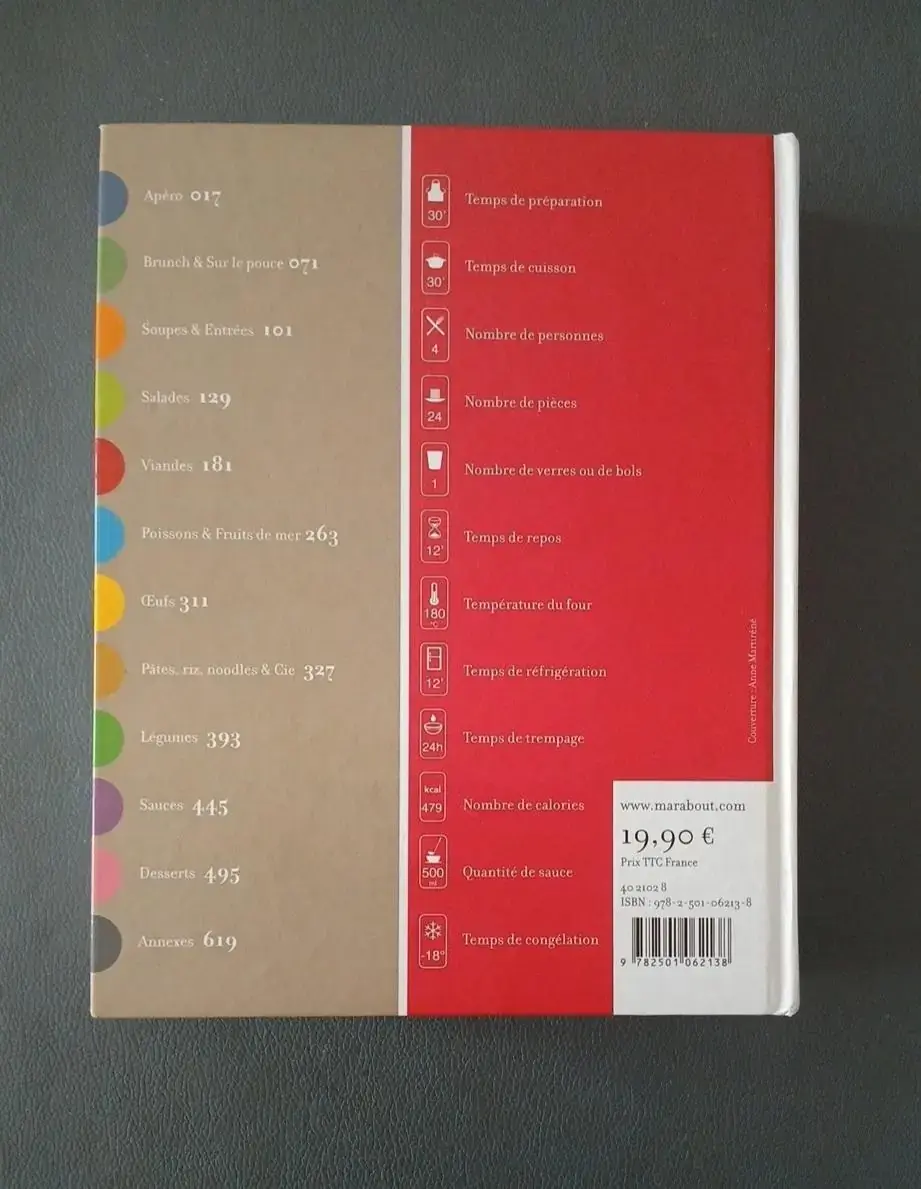 Apéro 017
Brunch & Sur le pouce 071
Soupes & Entrées 101
Salades 129
Viandes 181
Poissons & Fruits de mer 263
Œufs 311
Pâtes, riz, noodles & Cie 327
Légumes 393
Sauces 445
Desserts 495
Annexes 619
30' Temps de préparation
30' Temps de cuisson
4 Nombre de personnes
24 Nombre de pièces
1 Nombre de verres ou de bols
12' Temps de repos
180 °C Température du four
12' Temps de réfrigération
24h Temps de trempage
kcal 479 Nombre de calories
500 ml Quantité de sauce
-18° Temps de congélation
Couverture : Anne Martiréné
www.marabout.com
19,90 €
Prix TTC France
40 2102 8
ISBN : 978-2-501-06213-8
9 782501 062138